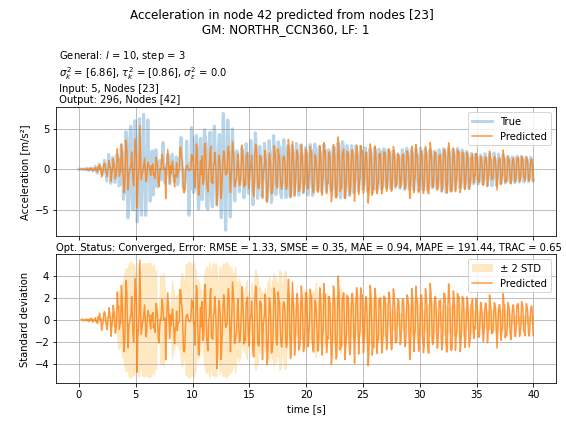 Acceleration in node 42 predicted from nodes [23]
GM: NORTHR_CCN360, LF: 1
General: l = 10, step = 3
σ_k² = [6.86], τ_k² = [0.86], σ_ε² = 0.0
Input: 5, Nodes [23]
Output: 296, Nodes [42]
Acceleration [m/s²]
5
0
−5
True
Predicted
Opt. Status: Converged, Error: RMSE = 1.33, SMSE = 0.35, MAE = 0.94, MAPE = 191.44, TRAC = 0.65
Standard deviation
4
2
0
−2
−4
± 2 STD
Predicted
0 5 10 15 20 25 30 35 40
time [s]